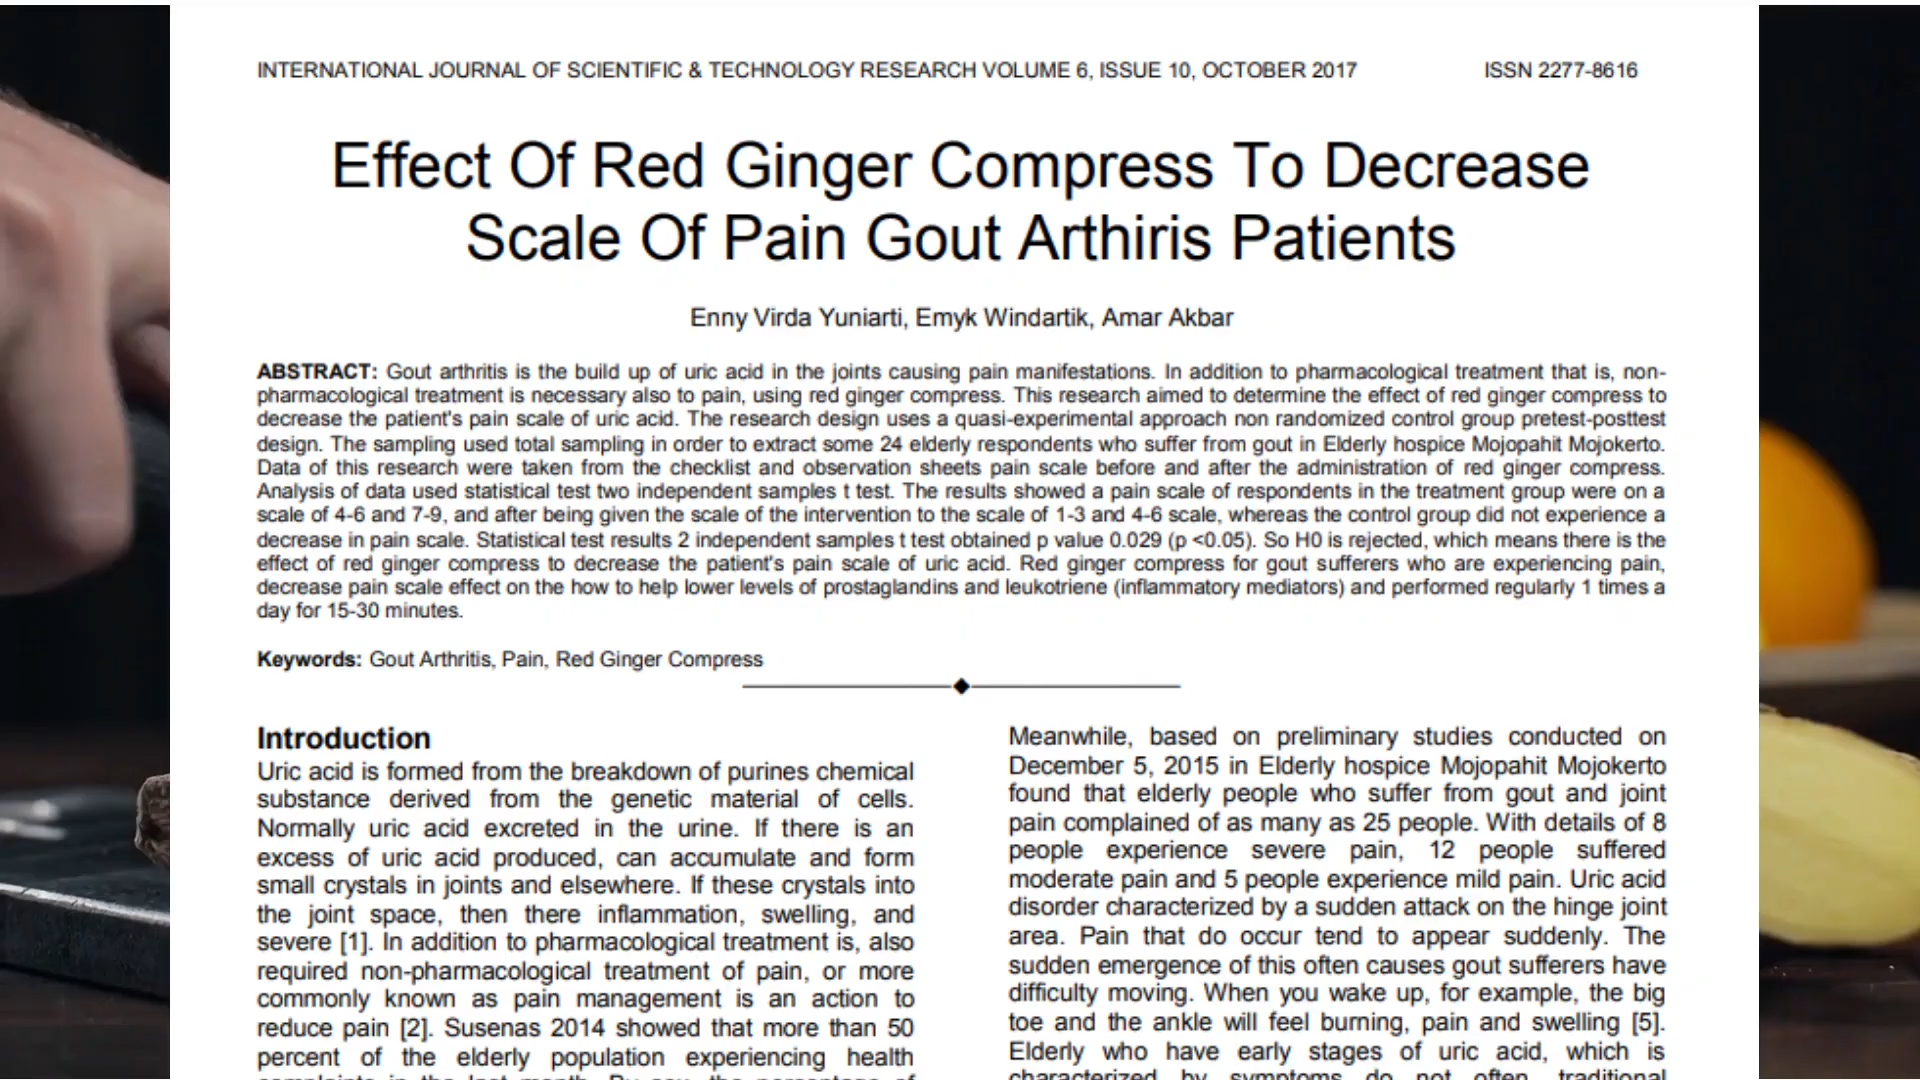 INTERNATIONAL JOURNAL OF SCIENTIFIC & TECHNOLOGY RESEARCH VOLUME 6, ISSUE 10, OCTOBER 2017 ISSN 2277-8616
Effect Of Red Ginger Compress To Decrease
Scale Of Pain Gout Arthiris Patients
Enny Virda Yuniarti, Emyk Windartik, Amar Akbar
ABSTRACT: Gout arthritis is the build up of uric acid in the joints causing pain manifestations. In addition to pharmacological treatment that is, non-
pharmacological treatment is necessary also to pain, using red ginger compress. This research aimed to determine the effect of red ginger compress to
decrease the patient's pain scale of uric acid. The research design uses a quasi-experimental approach non randomized control group pretest-posttest
design. The sampling used total sampling in order to extract some 24 elderly respondents who suffer from gout in Elderly hospice Mojopahit Mojokerto.
Data of this research were taken from the checklist and observation sheets pain scale before and after the administration of red ginger compress.
Analysis of data used statistical test two independent samples t test. The results showed a pain scale of respondents in the treatment group were on a
scale of 4-6 and 7-9, and after being given the scale of the intervention to the scale of 1-3 and 4-6 scale, whereas the control group did not experience a
decrease in pain scale. Statistical test results 2 independent samples t test obtained p value 0.029 (p <0.05). So H0 is rejected, which means there is the
effect of red ginger compress to decrease the patient's pain scale of uric acid. Red ginger compress for gout sufferers who are experiencing pain,
decrease pain scale effect on the how to help lower levels of prostaglandins and leukotriene (inflammatory mediators) and performed regularly 1 times a
day for 15-30 minutes.
Keywords: Gout Arthritis, Pain, Red Ginger Compress
Introduction
Uric acid is formed from the breakdown of purines chemical
substance derived from the genetic material of cells.
Normally uric acid excreted in the urine. If there is an
excess of uric acid produced, can accumulate and form
small crystals in joints and elsewhere. If these crystals into
the joint space, then there inflammation, swelling, and
severe [1]. In addition to pharmacological treatment is, also
required non-pharmacological treatment of pain, or more
commonly known as pain management is an action to
reduce pain [2]. Susenas 2014 showed that more than 50
percent of the elderly population experiencing health
complaints in the last month. By sex, the percentage of
Meanwhile, based on preliminary studies conducted on
December 5, 2015 in Elderly hospice Mojopahit Mojokerto
found that elderly people who suffer from gout and joint
pain complained of as many as 25 people. With details of 8
people experience severe pain, 12 people suffered
moderate pain and 5 people experience mild pain. Uric acid
disorder characterized by a sudden attack on the hinge joint
area. Pain that do occur tend to appear suddenly. The
sudden emergence of this often causes gout sufferers have
difficulty moving. When you wake up, for example, the big
toe and the ankle will feel burning, pain and swelling [5].
Elderly who have early stages of uric acid, which is
characterized by symptoms do not often, traditional